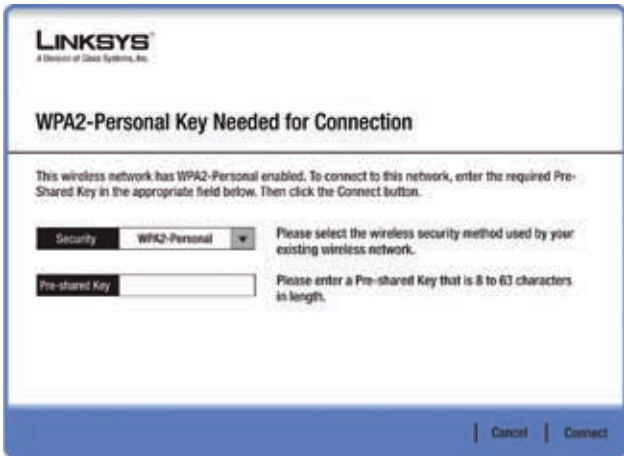 LINKSYS®
A Division of Cisco Systems, Inc.
WPA2-Personal Key Needed for Connection
This wireless network has WPA2-Personal enabled. To connect to this network, enter the required Pre-
Shared Key in the appropriate field below. Then click the Connect button.
Security WPA2-Personal Please select the wireless security method used by your
existing wireless network.
Pre-shared Key Please enter a Pre-shared Key that is 8 to 63 characters
in length.
Cancel Connect